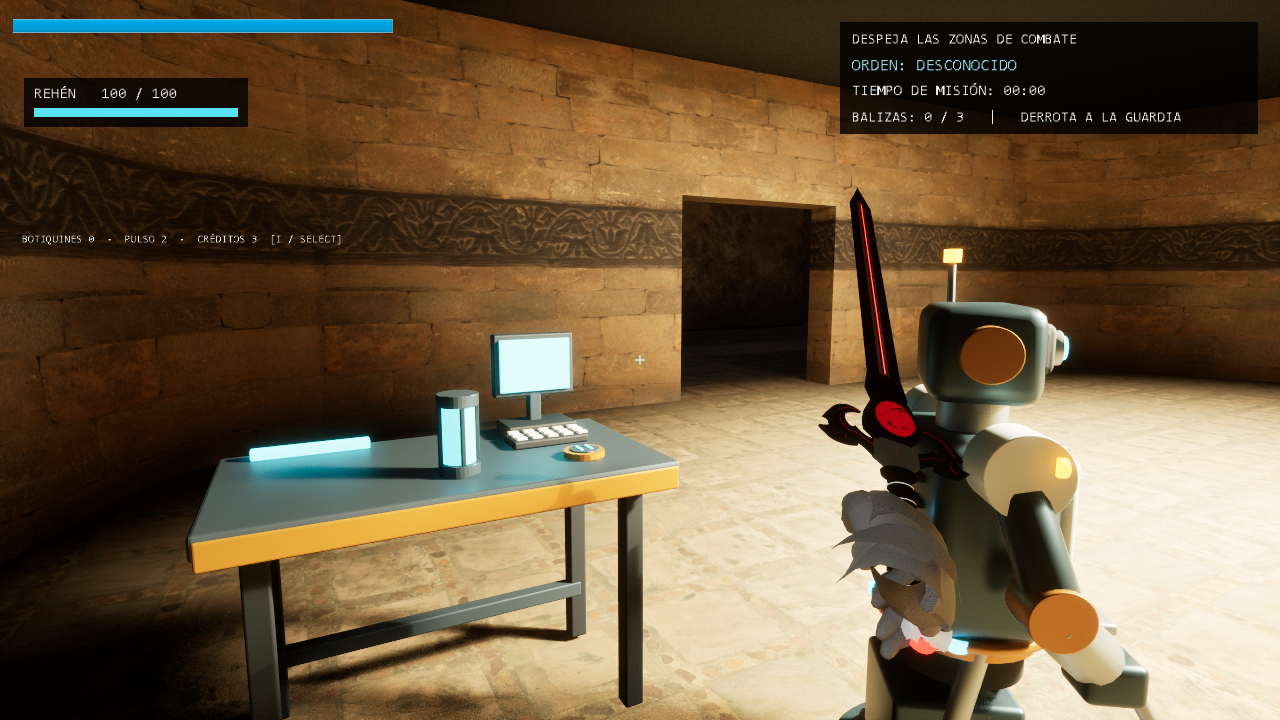 DESPEJA LAS ZONAS DE COMBATE
ORDEN: DESCONOCIDO
TIEMPO DE MISIÓN: 00:00
BALIZAS: 0 / 3 | DERROTA A LA GUARDIA
REHÉN 100 / 100
BOTIQUINES 0 · PULSO 2 · CRÉDITOS 3 [I / SELECT]